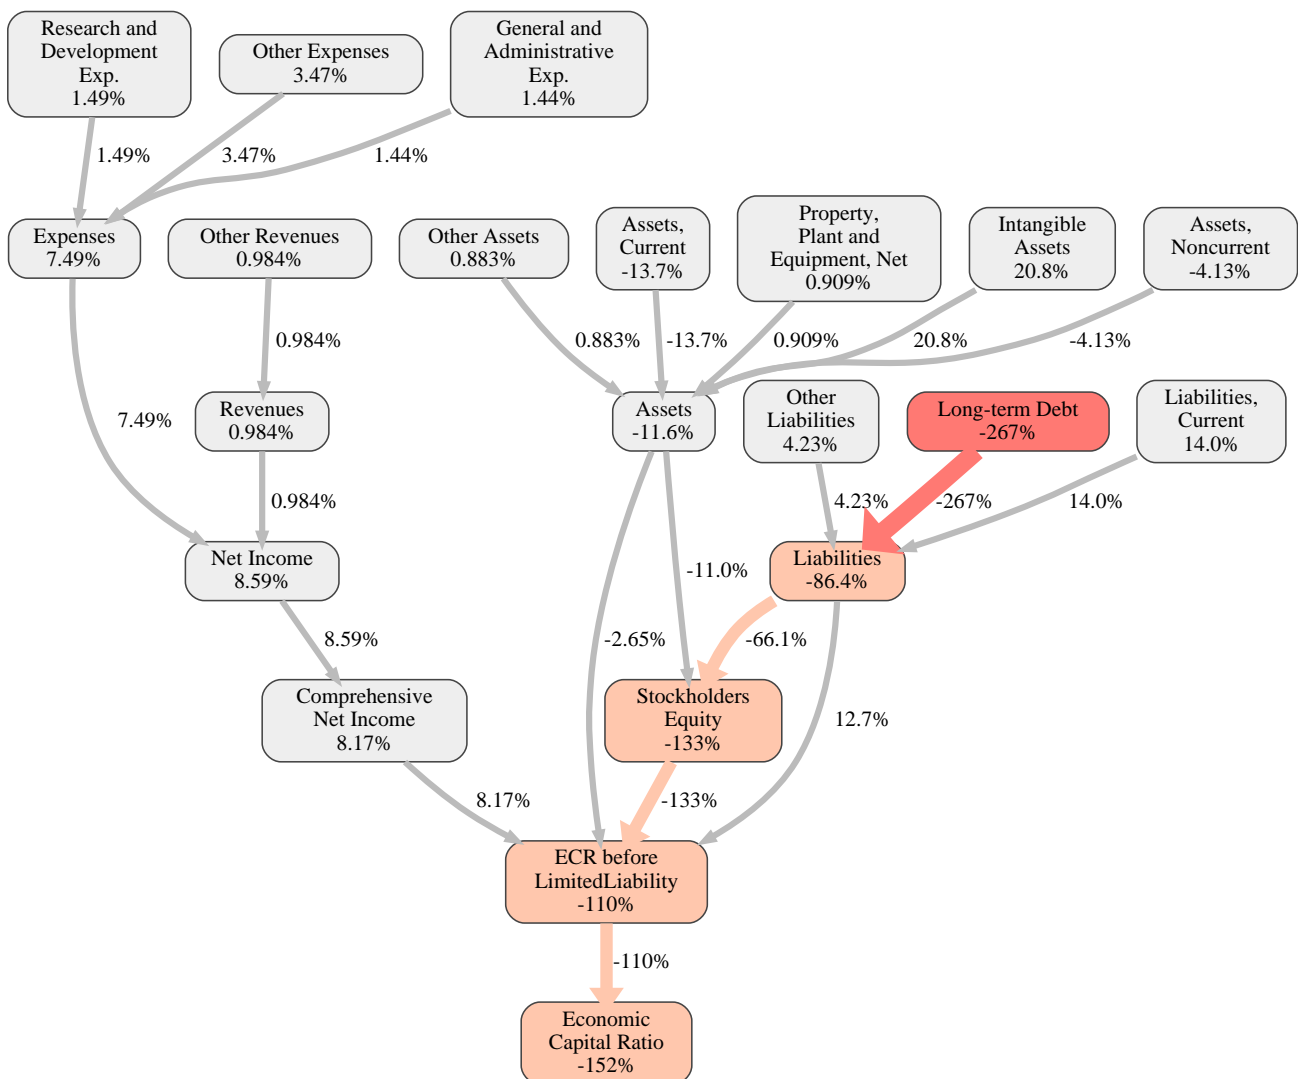 Research and
Development
Exp.
1.49%
Other Expenses
3.47%
General and
Administrative
Exp.
1.44%
1.49%
3.47%
1.44%
Expenses
7.49%
Other Revenues
0.984%
Other Assets
0.883%
Assets,
Current
-13.7%
Property,
Plant and
Equipment, Net
0.909%
Intangible
Assets
20.8%
Assets,
Noncurrent
-4.13%
0.984%
0.883%
-13.7%
0.909%
20.8%
-4.13%
7.49%
Revenues
0.984%
Assets
-11.6%
Other
Liabilities
4.23%
Long-term Debt
-267%
Liabilities,
Current
14.0%
0.984%
4.23%
-267%
14.0%
Net Income
8.59%
-11.0%
Liabilities
-86.4%
8.59%
-2.65%
-66.1%
Comprehensive
Net Income
8.17%
Stockholders
Equity
-133%
12.7%
8.17%
-133%
ECR before
LimitedLiability
-110%
-110%
Economic
Capital Ratio
-152%